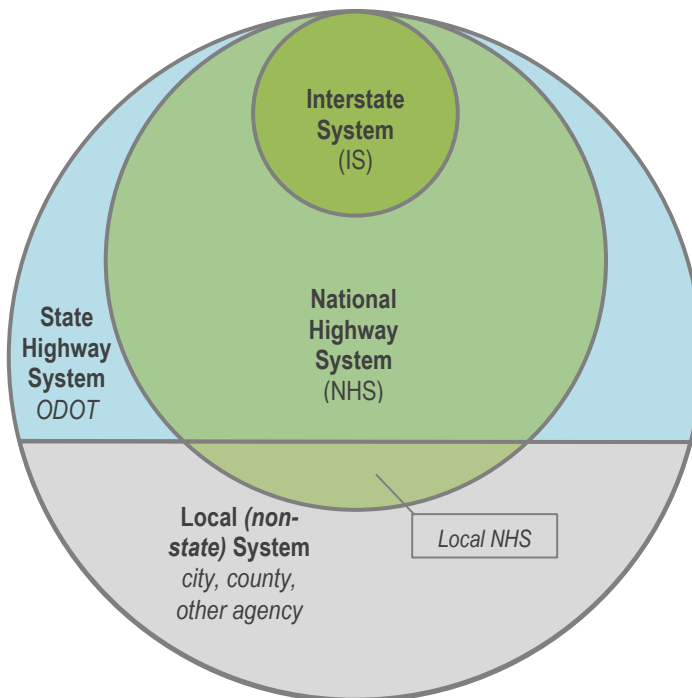 Interstate
System
(IS)
National
Highway
System
(NHS)
State
Highway
System
ODOT
Local (non-
state) System
city, county,
other agency
Local NHS